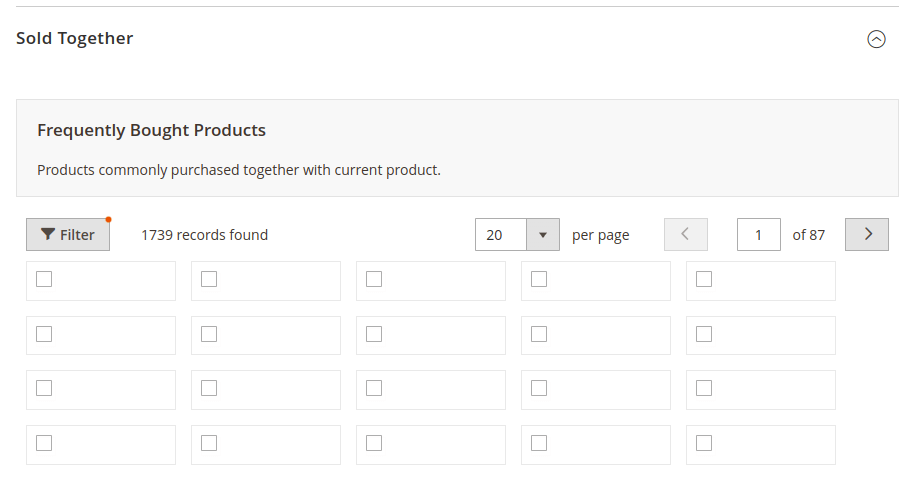 Sold Together
Frequently Bought Products
Products commonly purchased together with current product.
Filter 1739 records found 20 per page 1 of 87